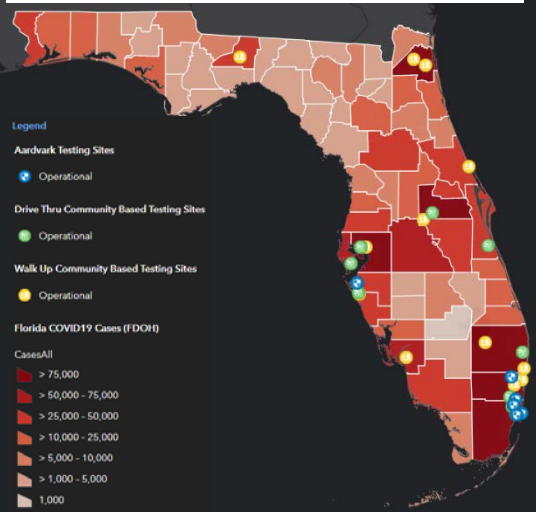 Legend
Aardvark Testing Sites
Operational
Drive Thru Community Based Testing Sites
Operational
Walk Up Community Based Testing Sites
Operational
Florida COVID19 Cases (FDOH)
CasesAll
> 75,000
> 50,000 - 75,000
> 25,000 - 50,000
> 10,000 - 25,000
> 5,000 - 10,000
> 1,000 - 5,000
1,000